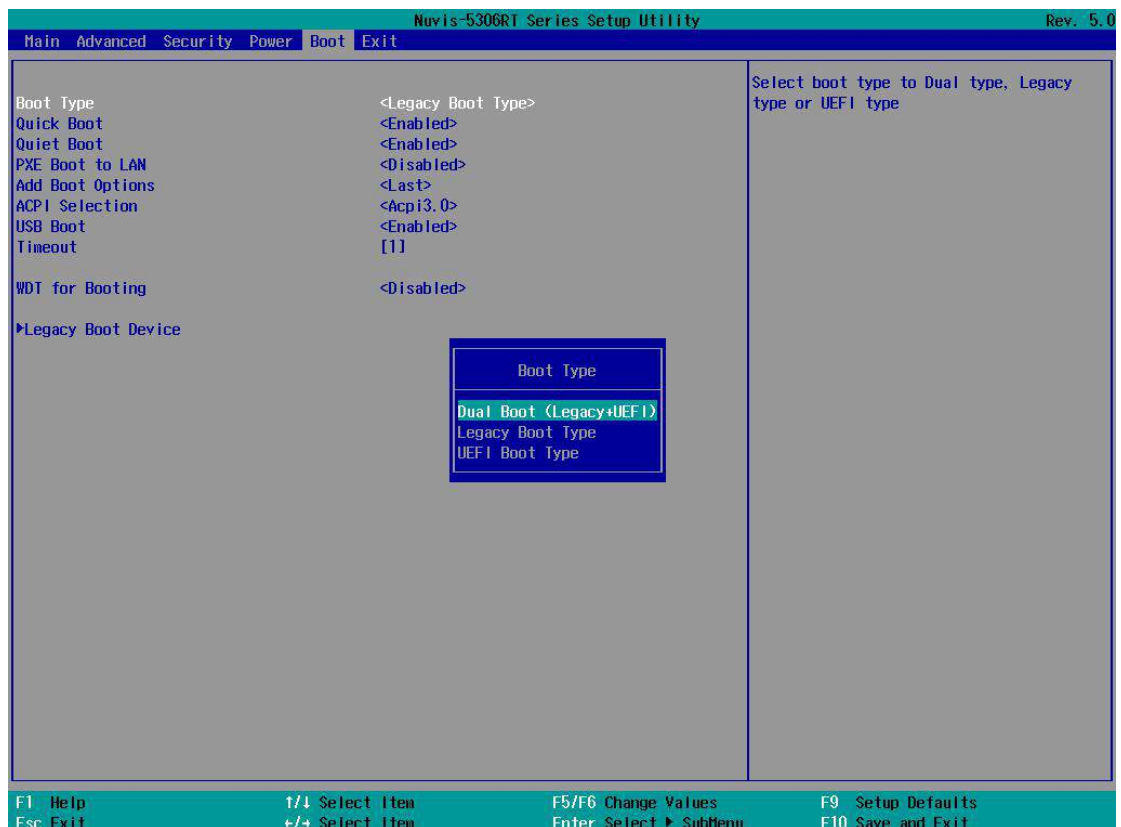 Nuvis-5306RT Series Setup Utility Rev. 5.0
Main Advanced Security Power Boot Exit
Boot Type <Legacy Boot Type>
Quick Boot <Enabled>
Quiet Boot <Enabled>
PXE Boot to LAN <Disabled>
Add Boot Options <Last>
ACPI Selection <Acpi3.0>
USB Boot <Enabled>
Timeout [1]
WDT for Booting <Disabled>
▶Legacy Boot Device
Boot Type
Dual Boot (Legacy+UEFI)
Legacy Boot Type
UEFI Boot Type
Select boot type to Dual type, Legacy
type or UEFI type
F1 Help ↑/↓ Select Item F5/F6 Change Values F9 Setup Defaults
Esc Exit ←/→ Select Item Enter Select ▶ SubMenu F10 Save and Exit